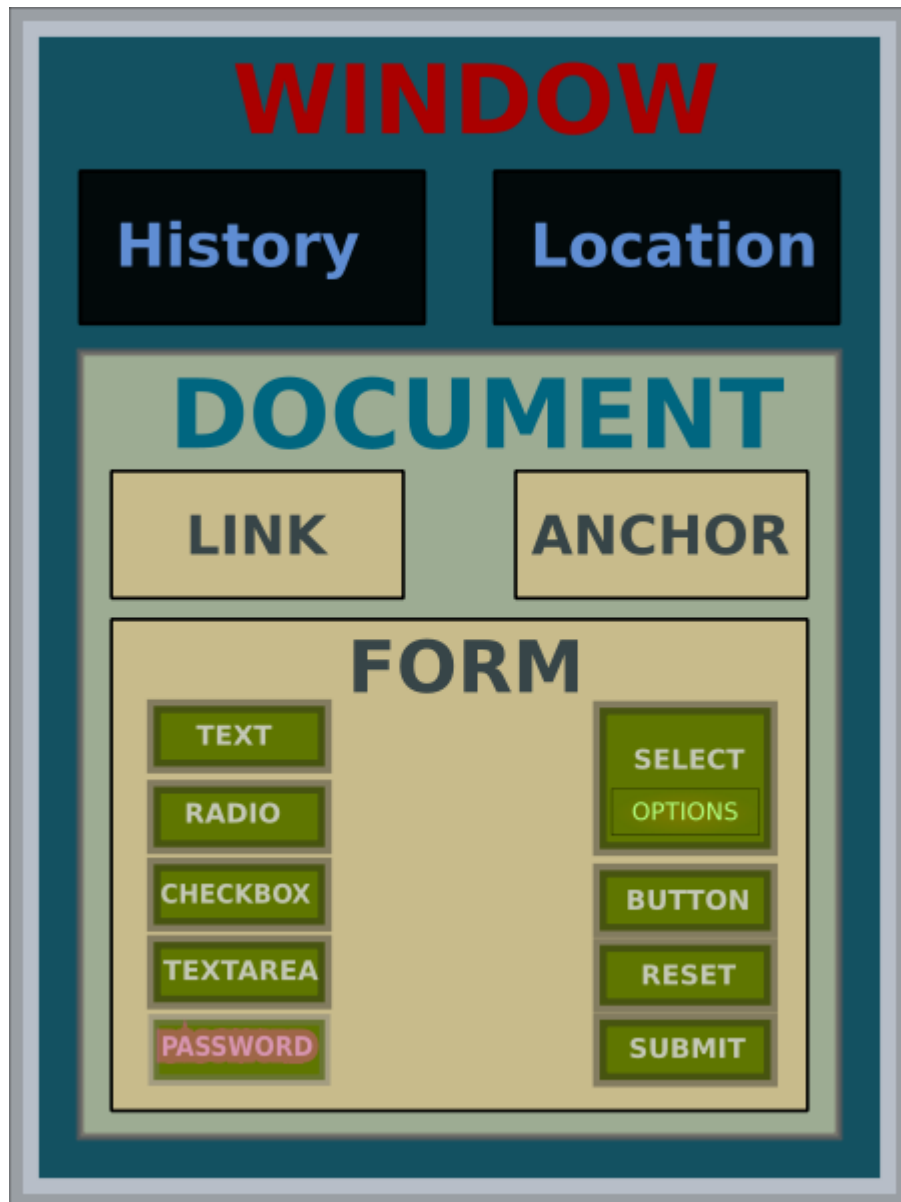 WINDOW
History
Location
DOCUMENT
LINK
ANCHOR
FORM
TEXT
RADIO
CHECKBOX
TEXTAREA
PASSWORD
SELECT
OPTIONS
BUTTON
RESET
SUBMIT